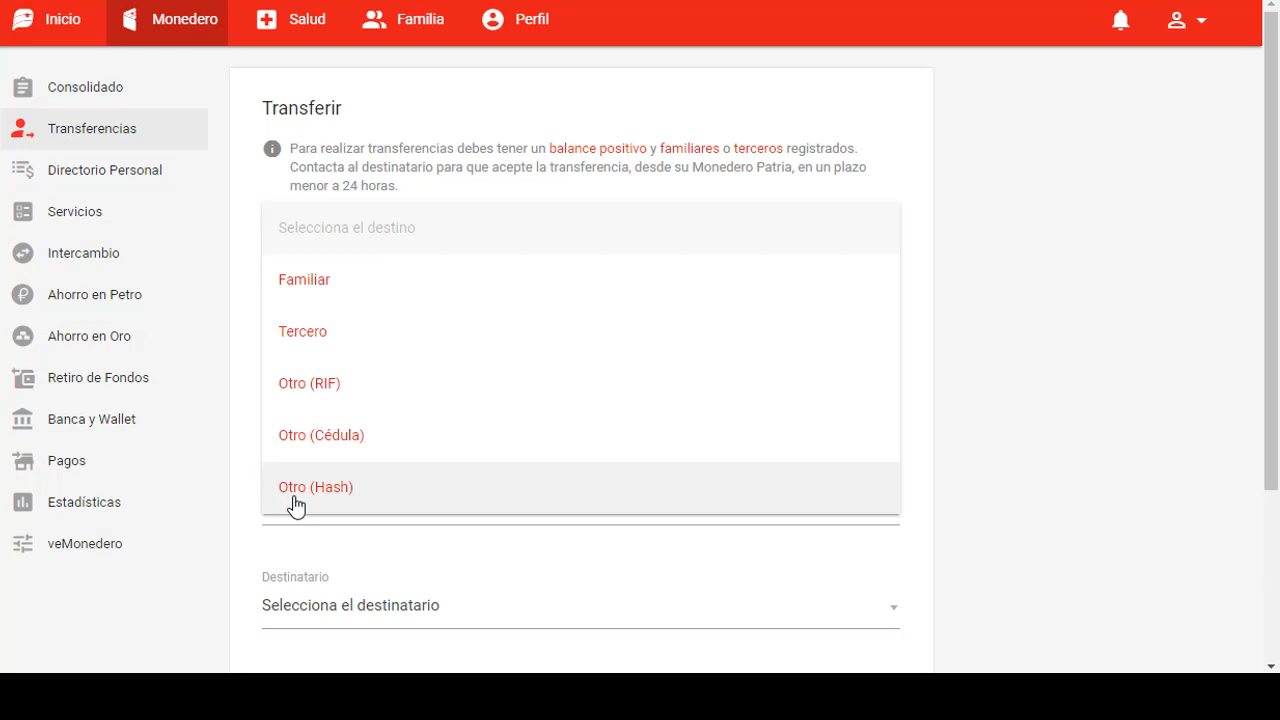 Inicio
Monedero
Salud
Familia
Perfil
Consolidado
Transferencias
Directorio Personal
Servicios
Intercambio
Ahorro en Petro
Ahorro en Oro
Retiro de Fondos
Banca y Wallet
Pagos
Estadísticas
veMonedero
Transferir
Para realizar transferencias debes tener un balance positivo y familiares o terceros registrados.
Contacta al destinatario para que acepte la transferencia, desde su Monedero Patria, en un plazo
menor a 24 horas.
Selecciona el destino
Familiar
Tercero
Otro (RIF)
Otro (Cédula)
Otro (Hash)
Destinatario
Selecciona el destinatario